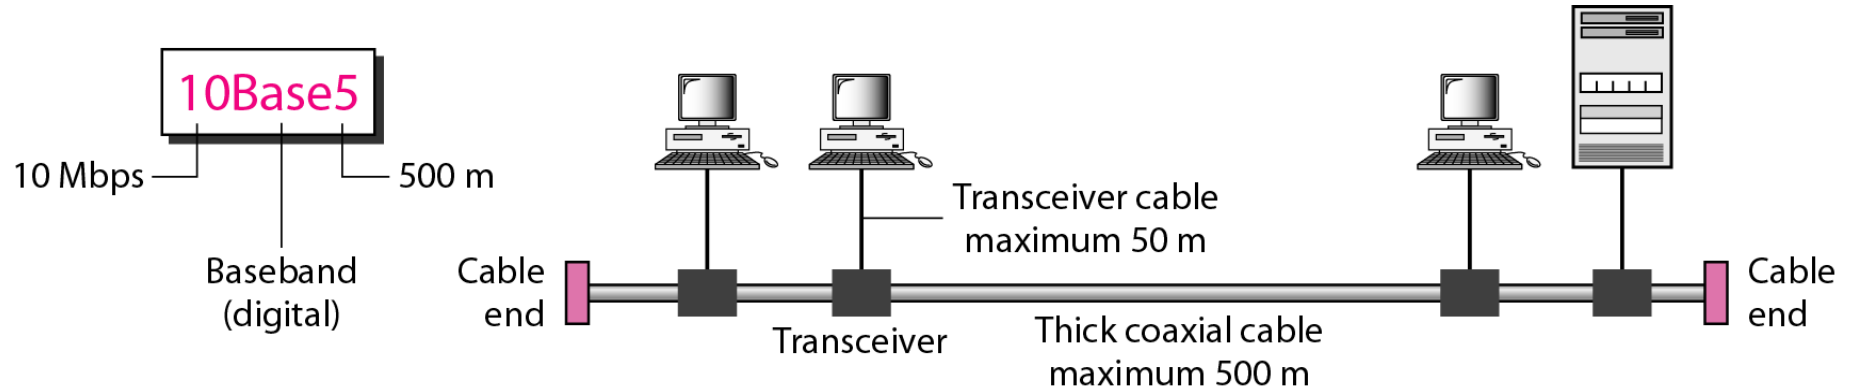 10Base5
10 Mbps
500 m
Baseband
(digital)
Cable
end
Transceiver cable
maximum 50 m
Transceiver
Thick coaxial cable
maximum 500 m
Cable
end